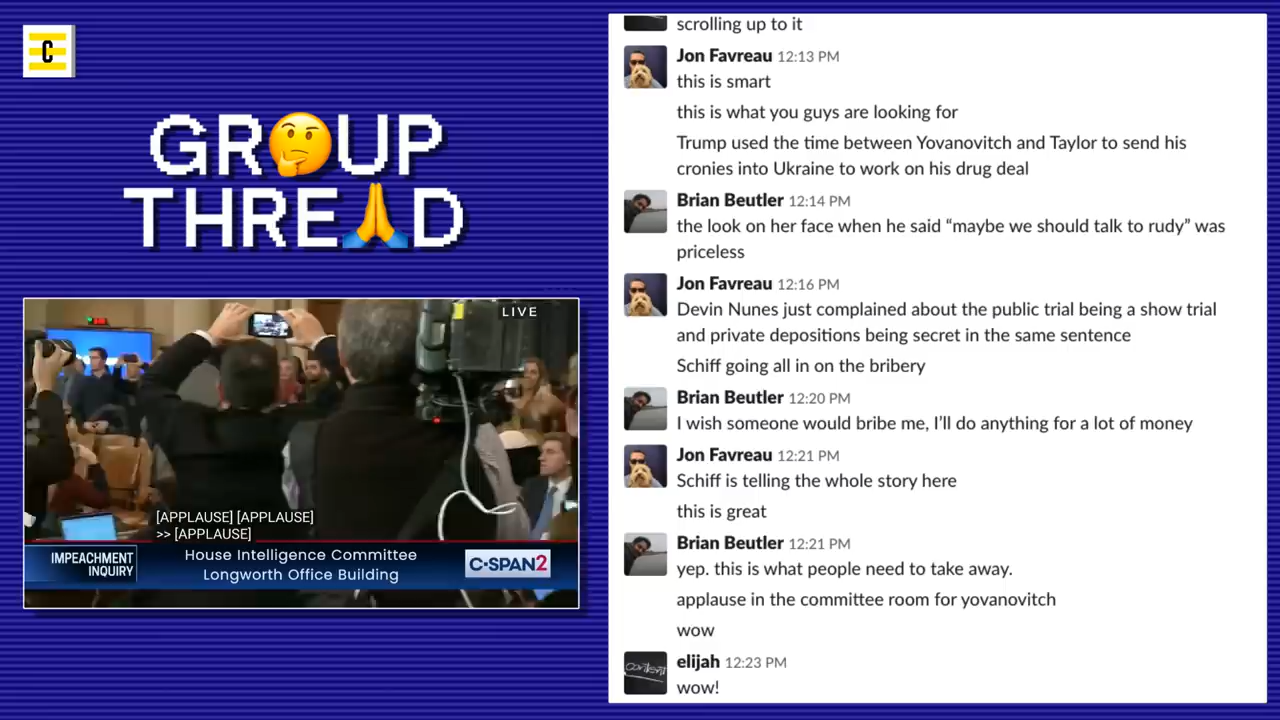 C
GR🤔UP
THRE🙏D
LIVE
[APPLAUSE] [APPLAUSE]
>> [APPLAUSE]
IMPEACHMENT
INQUIRY
House Intelligence Committee
Longworth Office Building
C-SPAN2
scrolling up to it
Jon Favreau 12:13 PM
this is smart
this is what you guys are looking for
Trump used the time between Yovanovitch and Taylor to send his
cronies into Ukraine to work on his drug deal
Brian Beutler 12:14 PM
the look on her face when he said “maybe we should talk to rudy” was
priceless
Jon Favreau 12:16 PM
Devin Nunes just complained about the public trial being a show trial
and private depositions being secret in the same sentence
Schiff going all in on the bribery
Brian Beutler 12:20 PM
I wish someone would bribe me, I’ll do anything for a lot of money
Jon Favreau 12:21 PM
Schiff is telling the whole story here
this is great
Brian Beutler 12:21 PM
yep. this is what people need to take away.
applause in the committee room for yovanovitch
wow
content
elijah 12:23 PM
wow!